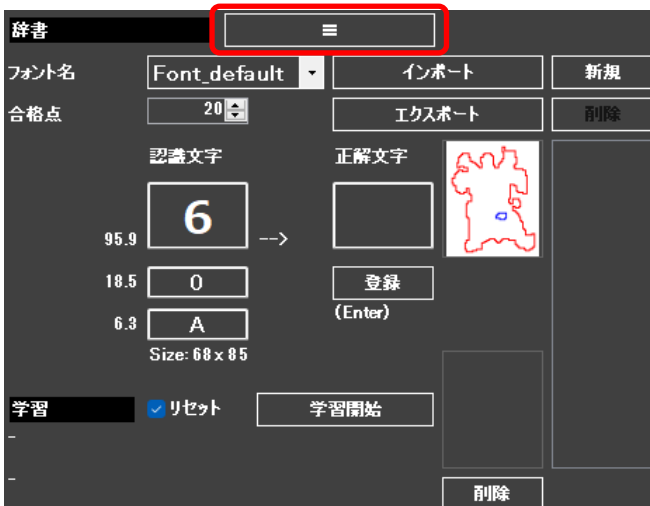 辞書 ≡
フォント名 Font_default インポート 新規
合格点 20 エクスポート 削除
認識文字 正解文字
95.9 6 -->
18.5 0 登録
(Enter)
6.3 A
Size: 68 x 85
学習 リセット 学習開始
-
-
削除